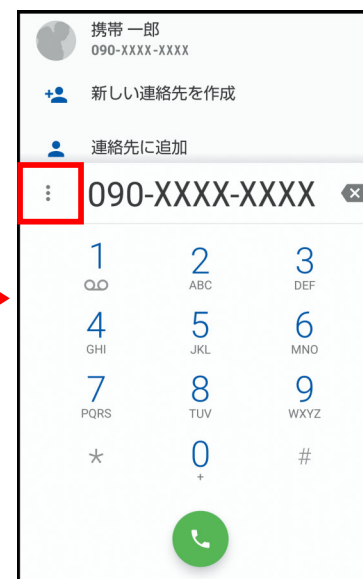 携帯 一郎
090-XXXX-XXXX
新しい連絡先を作成
連絡先に追加
090-XXXX-XXXX
1 2 3
ABC DEF
4 5 6
GHI JKL MNO
7 8 9
PQRS TUV WXYZ
* 0 #
+